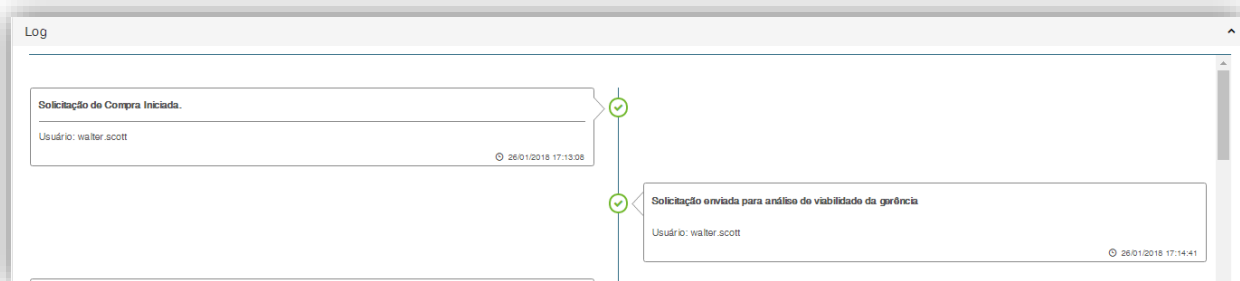 Log
Solicitação de Compra Iniciada.
Usuário: walter.scott
26/01/2018 17:13:08
Solicitação enviada para análise de viabilidade da gerência
Usuário: walter.scott
26/01/2018 17:14:41